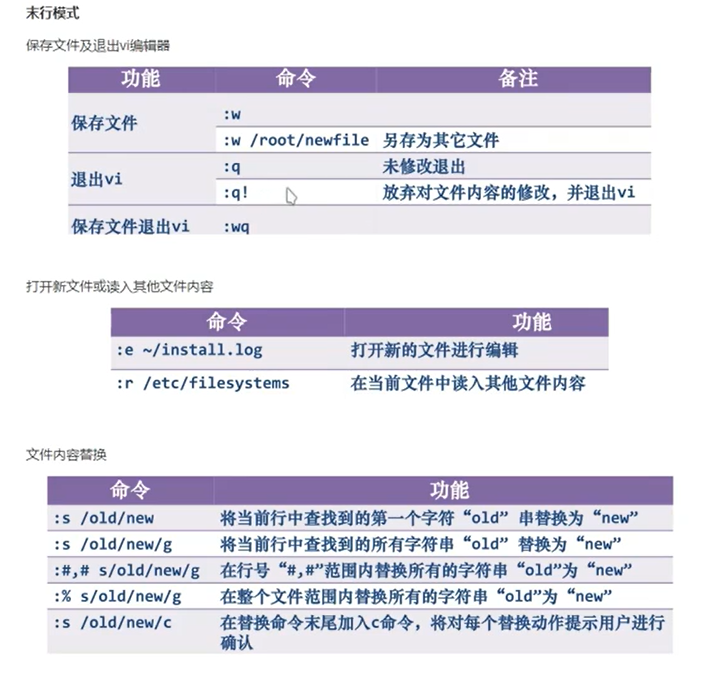 末行模式
保存文件及退出vi编辑器
功能 命令 备注
保存文件 :w
:w /root/newfile 另存为其它文件
退出vi :q 未修改退出
:q! 放弃对文件内容的修改，并退出vi
保存文件退出vi :wq
打开新文件或读入其他文件内容
命令 功能
:e ~/install.log 打开新的文件进行编辑
:r /etc/filesystems 在当前文件中读入其他文件内容
文件内容替换
命令 功能
:s /old/new 将当前行中查找到的第一个字符“old” 串替换为“new”
:s /old/new/g 将当前行中查找到的所有字符串“old” 替换为“new”
:#,# s/old/new/g 在行号“#,#”范围内替换所有的字符串“old”为“new”
:% s/old/new/g 在整个文件范围内替换所有的字符串“old”为“new”
:s /old/new/c 在替换命令末尾加入c命令，将对每个替换动作提示用户进行
确认